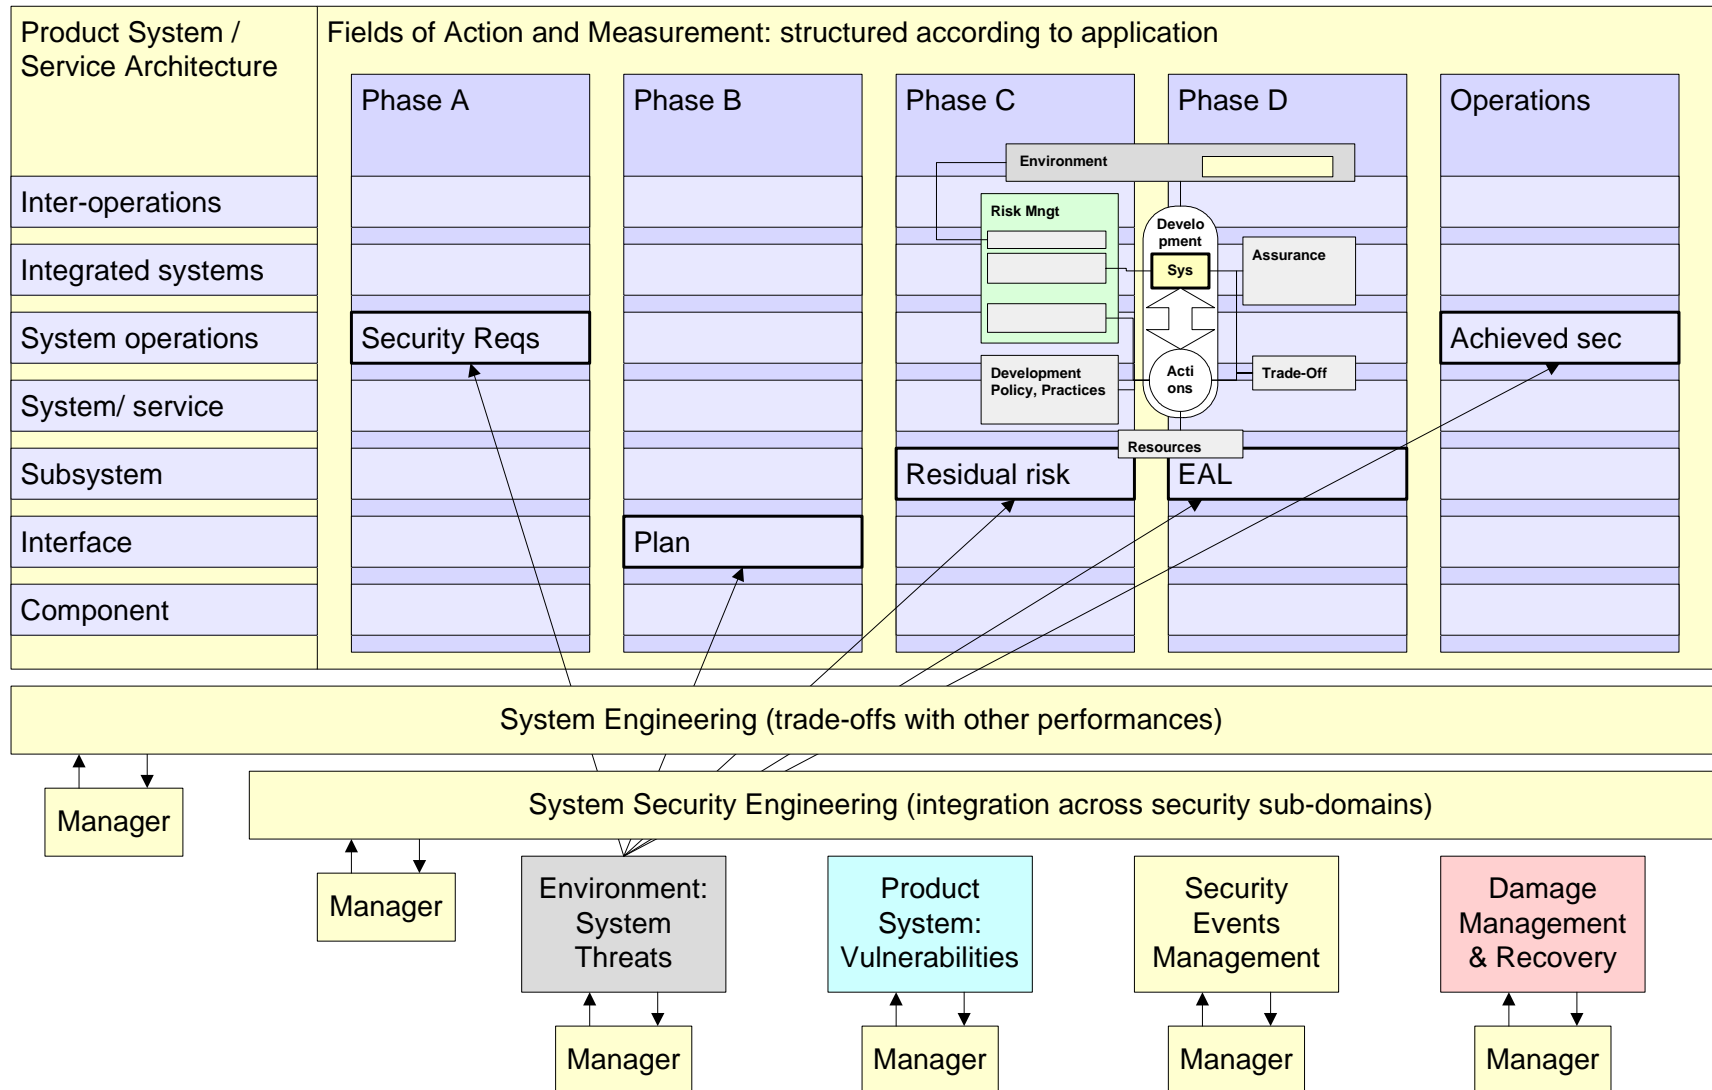 Product System /
Service Architecture
Fields of Action and Measurement: structured according to application
Phase A
Phase B
Phase C
Phase D
Operations
Environment
Inter-operations
Risk Mngt
Develo
pment
Integrated systems
Sys
Assurance
System operations
Security Reqs
Achieved sec
Development
Policy, Practices
Acti
ons
Trade-Off
System/ service
Resources
Subsystem
Residual risk
EAL
Interface
Plan
Component
System Engineering (trade-offs with other performances)
Manager
System Security Engineering (integration across security sub-domains)
Manager
Environment:
System
Threats
Product
System:
Vulnerabilities
Security
Events
Management
Damage
Management
& Recovery
Manager
Manager
Manager
Manager